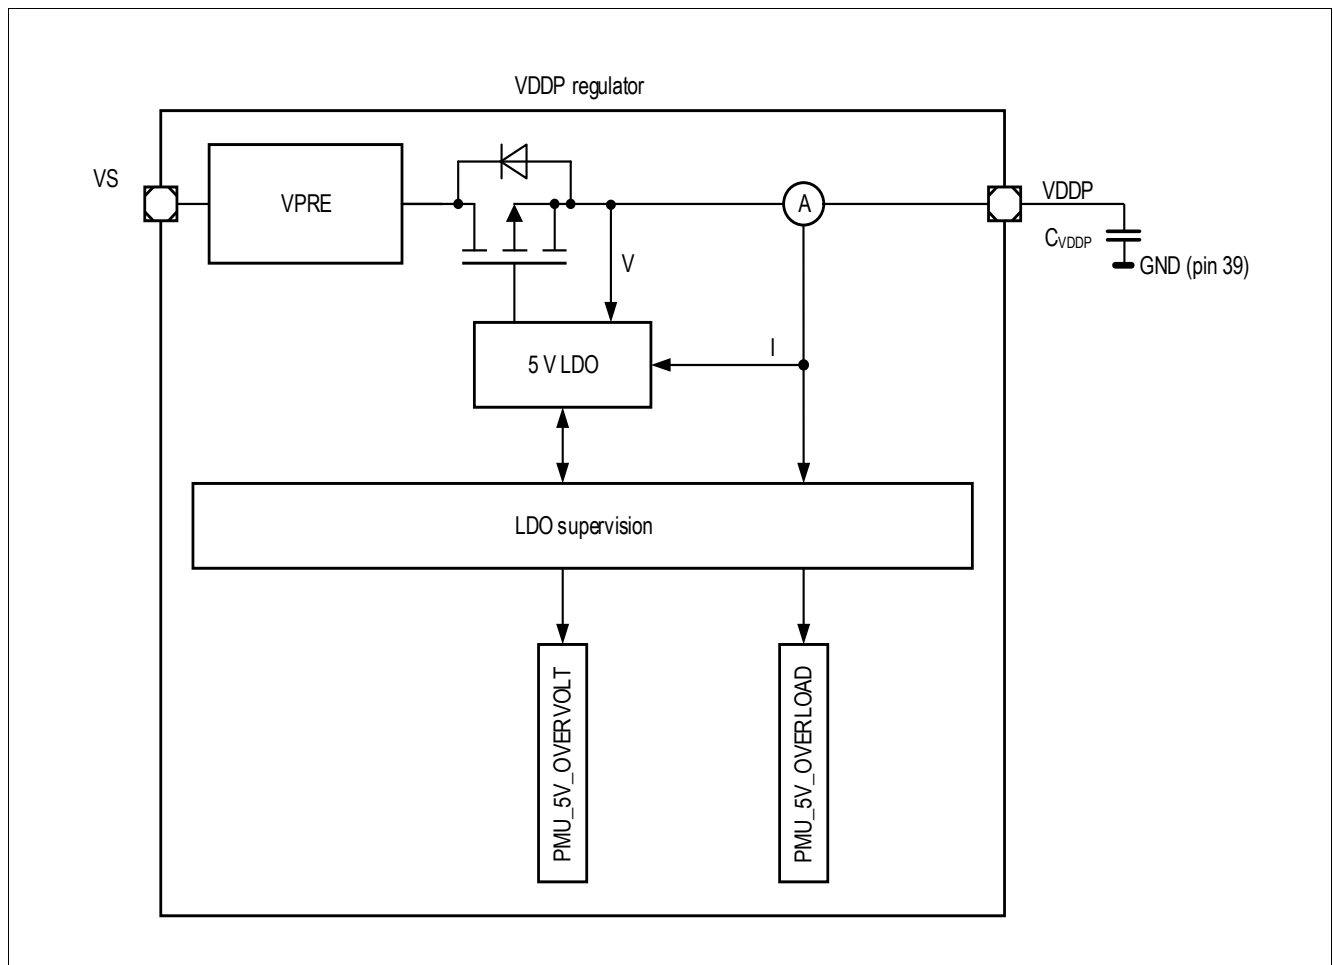 VDDP regulator
VS
VPRE
VDDP
A
CVDDP
V
GND (pin 39)
I
5 V LDO
LDO supervision
PMU_5V_OVERVOLT
PMU_5V_OVERLOAD